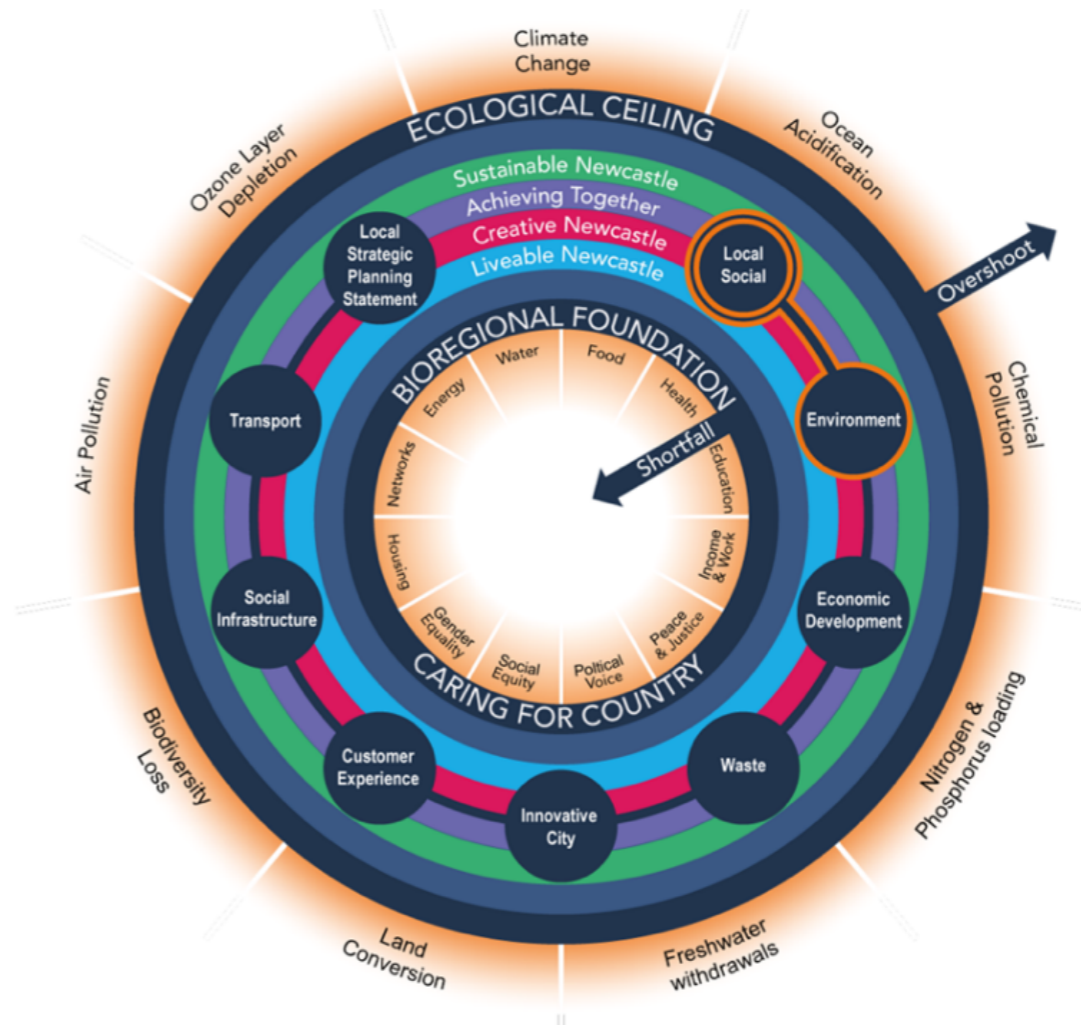 Climate
Change
Ocean
Acidification
Overshoot
Chemical
Pollution
Nitrogen &
Phosphorus loading
Freshwater
withdrawals
Land
Conversion
Biodiversity
Loss
Air Pollution
Ozone Layer
Depletion
ECOLOGICAL CEILING
Sustainable Newcastle
Achieving Together
Creative Newcastle
Liveable Newcastle
Local
Strategic
Planning
Statement
Local
Social
Environment
Economic
Development
Waste
Innovative
City
Customer
Experience
Social
Infrastructure
Transport
BIOREGIONAL FOUNDATION
Water
Food
Health
Shortfall
Education
Income
& Work
Peace
& Justice
Poltical
Voice
Social
Equity
Gender
Equality
Housing
Networks
Energy
CARING FOR COUNTRY